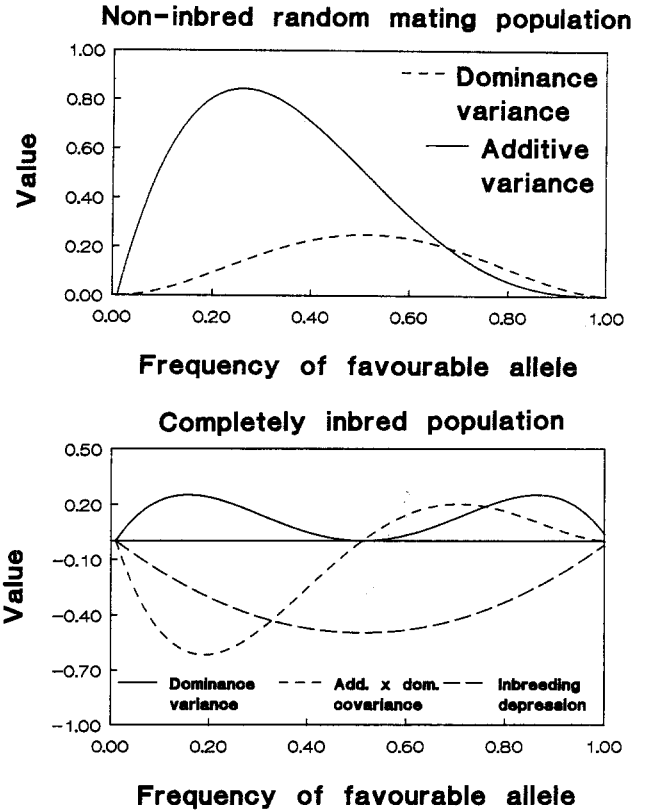 Non-inbred random mating population
1.00
0.80
0.60
0.40
0.20
0.00
Value
Dominance
variance
Additive
variance
0.00 0.20 0.40 0.60 0.80 1.00
Frequency of favourable allele
Completely inbred population
0.50
0.20
-0.10
-0.40
-0.70
-1.00
Value
Dominance
variance
Add. x dom.
covariance
Inbreeding
depression
0.00 0.20 0.40 0.60 0.80 1.00
Frequency of favourable allele